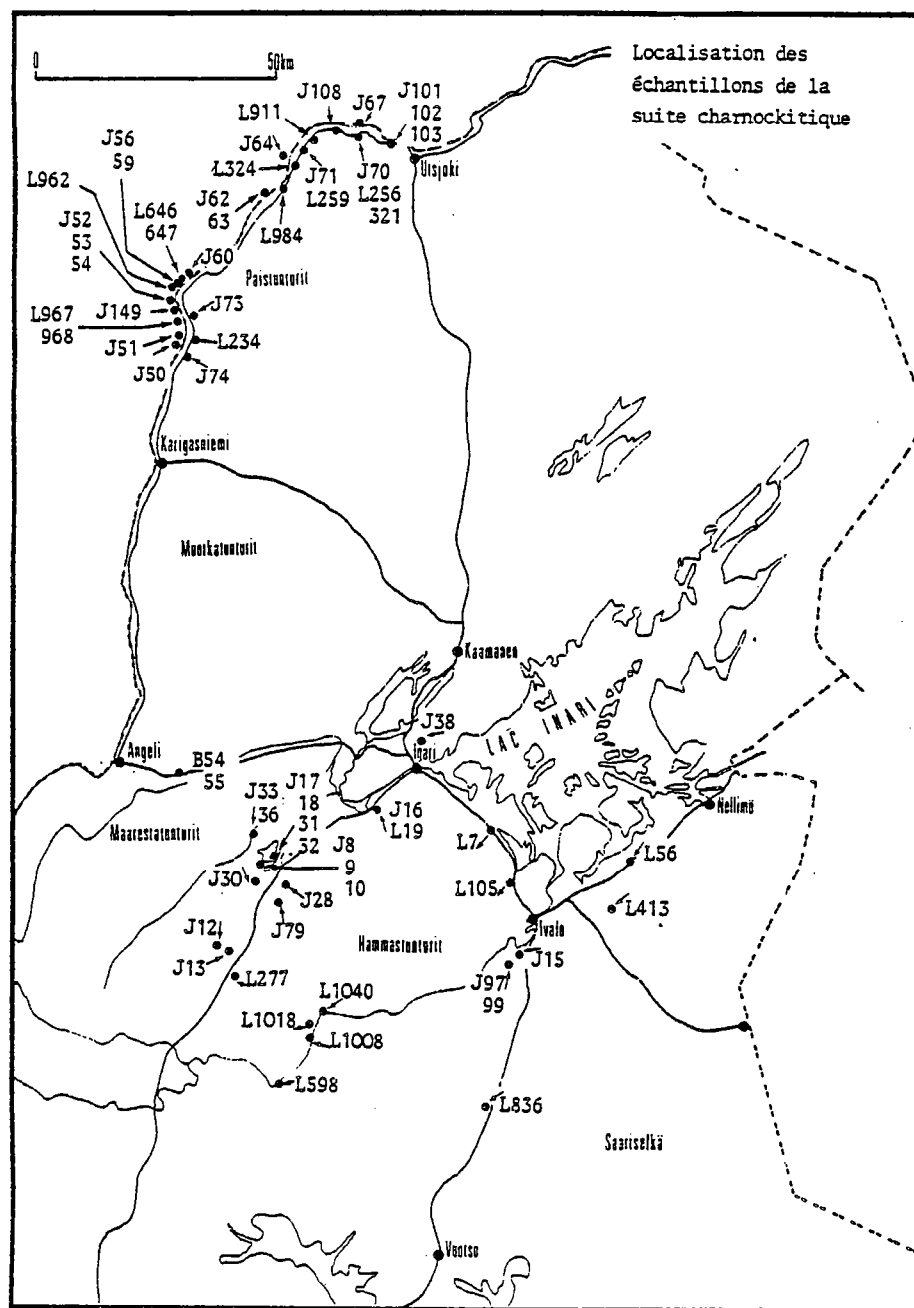 0
50km
Localisation des
échantillons de la
suite charnockitique
J108
J67
J101
102
103
L911
J64
L324
J71
L259
J70
L256
321
Utsjoki
J56
59
L962
J52
53
54
L646
647
J62
63
L984
J60
Paistunturit
J149
J73
L967
968
J51
L234
J50
J74
Karigasniemi
Muotkatunturit
Kaamanen
LAC INARI
J38
Inari
Angeli
B54
55
J33
36
J17
18
31
32
J16
L19
Maarestatunturit
J8
9
10
L7
Nellimö
L56
J30
J28
L105
L413
J79
Ivalo
J12
J13
Hammastunturit
J15
J97
99
L277
L1040
L1018
L1008
L598
L836
Saariselkä
Vuotso